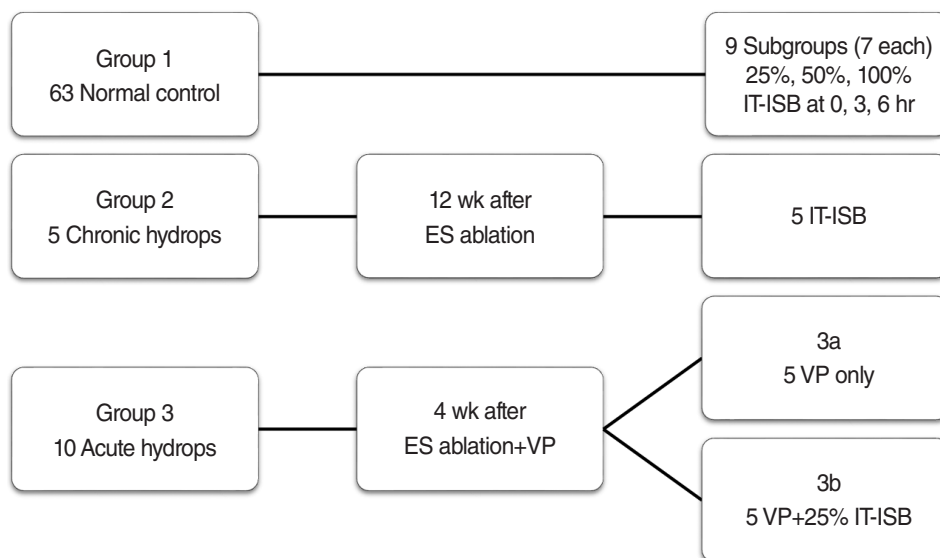 Group 1
63 Normal control
9 Subgroups (7 each)
25%, 50%, 100%
IT-ISB at 0, 3, 6 hr
Group 2
5 Chronic hydrops
12 wk after
ES ablation
5 IT-ISB
Group 3
10 Acute hydrops
4 wk after
ES ablation+VP
3a
5 VP only
3b
5 VP+25% IT-ISB